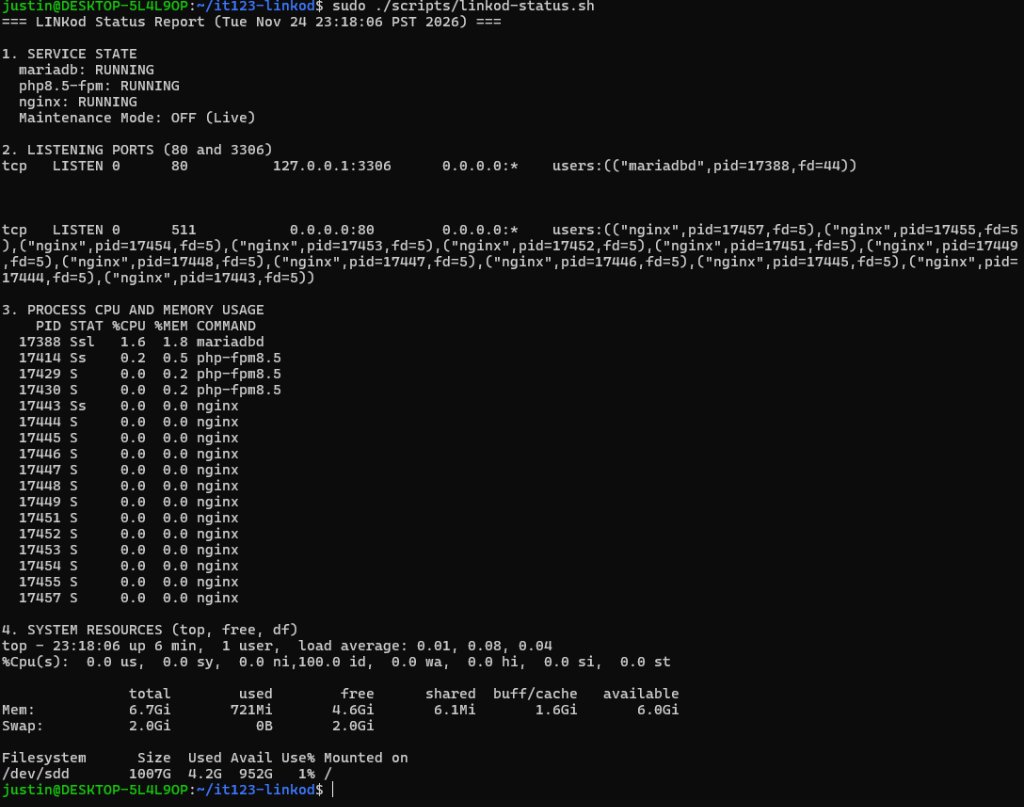 justin@DESKTOP-5L4L9OP:~/it123-linkod$ sudo ./scripts/linkod-status.sh
=== LINKod Status Report (Tue Nov 24 23:18:06 PST 2026) ===
1. SERVICE STATE
mariadb: RUNNING
php8.5-fpm: RUNNING
nginx: RUNNING
Maintenance Mode: OFF (Live)
2. LISTENING PORTS (80 and 3306)
tcp   LISTEN 0      80          127.0.0.1:3306      0.0.0.0:*    users:(("mariadbd",pid=17388,fd=44))
tcp   LISTEN 0      511           0.0.0.0:80        0.0.0.0:*    users:(("nginx",pid=17457,fd=5),("nginx",pid=17455,fd=5
),("nginx",pid=17454,fd=5),("nginx",pid=17453,fd=5),("nginx",pid=17452,fd=5),("nginx",pid=17451,fd=5),("nginx",pid=17449
,fd=5),("nginx",pid=17448,fd=5),("nginx",pid=17447,fd=5),("nginx",pid=17446,fd=5),("nginx",pid=17445,fd=5),("nginx",pid=
17444,fd=5),("nginx",pid=17443,fd=5))
3. PROCESS CPU AND MEMORY USAGE
PID STAT %CPU %MEM COMMAND
17388 Ssl   1.6  1.8 mariadbd
17414 Ss    0.2  0.5 php-fpm8.5
17429 S     0.0  0.2 php-fpm8.5
17430 S     0.0  0.2 php-fpm8.5
17443 Ss    0.0  0.0 nginx
17444 S     0.0  0.0 nginx
17445 S     0.0  0.0 nginx
17446 S     0.0  0.0 nginx
17447 S     0.0  0.0 nginx
17448 S     0.0  0.0 nginx
17449 S     0.0  0.0 nginx
17451 S     0.0  0.0 nginx
17452 S     0.0  0.0 nginx
17453 S     0.0  0.0 nginx
17454 S     0.0  0.0 nginx
17455 S     0.0  0.0 nginx
17457 S     0.0  0.0 nginx
4. SYSTEM RESOURCES (top, free, df)
top - 23:18:06 up 6 min,  1 user,  load average: 0.01, 0.08, 0.04
%Cpu(s):  0.0 us,  0.0 sy,  0.0 ni,100.0 id,  0.0 wa,  0.0 hi,  0.0 si,  0.0 st
total        used        free      shared  buff/cache   available
Mem:           6.7Gi       721Mi       4.6Gi       6.1Mi       1.6Gi       6.0Gi
Swap:          2.0Gi          0B       2.0Gi
Filesystem      Size  Used Avail Use% Mounted on
/dev/sdd       1007G  4.2G  952G   1% /
justin@DESKTOP-5L4L9OP:~/it123-linkod$